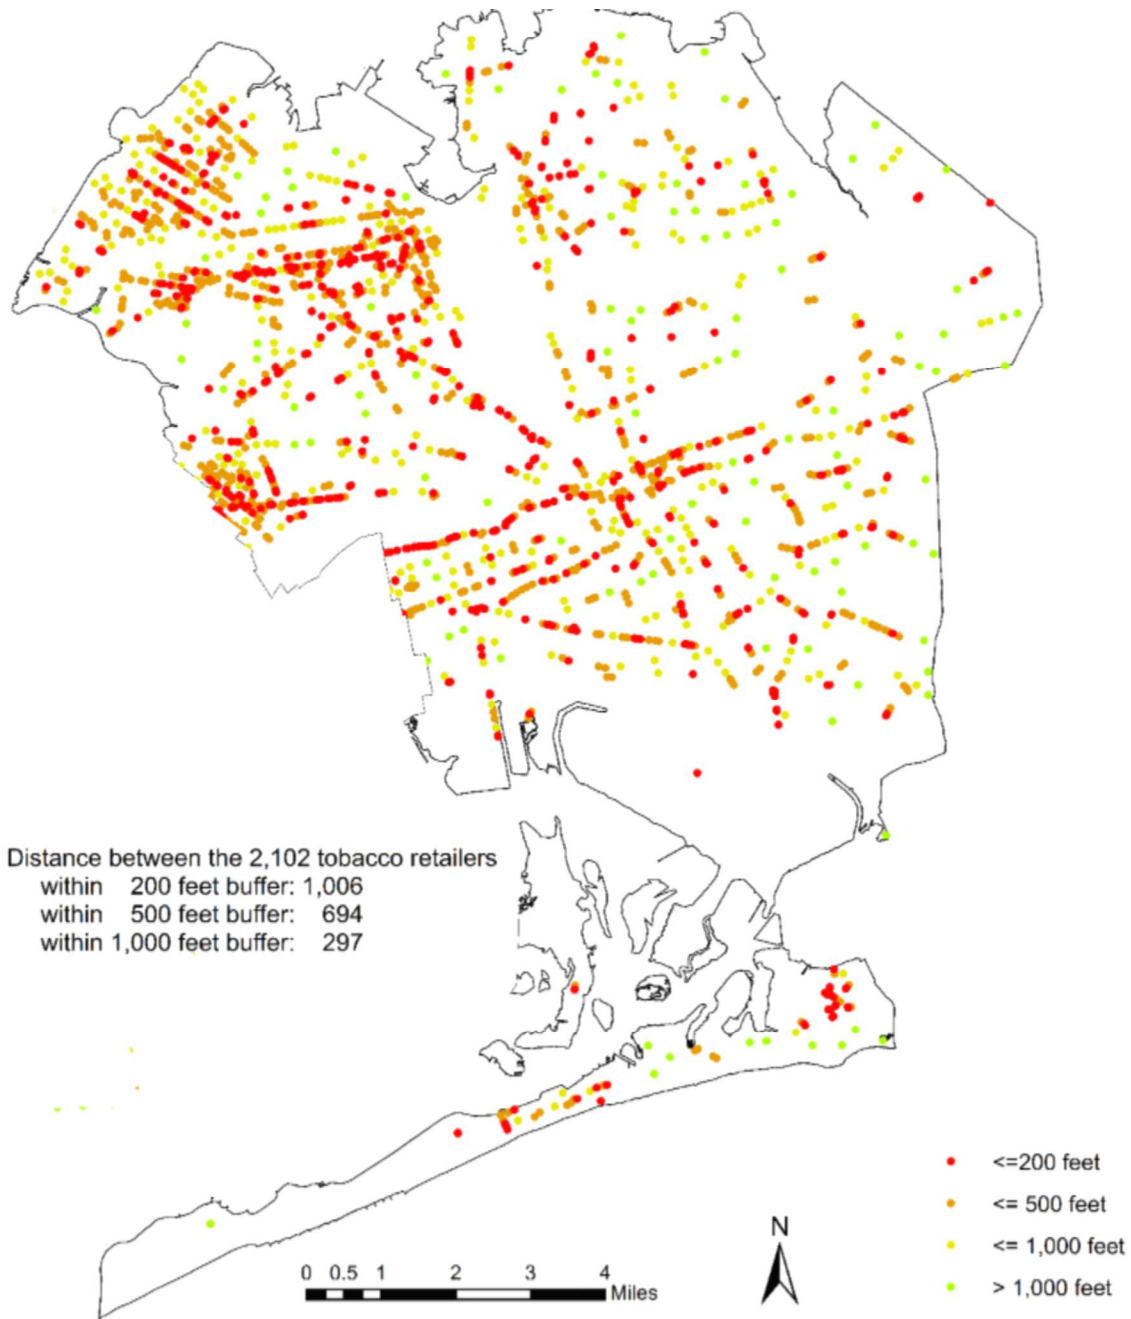 Distance between the 2,102 tobacco retailers
within 200 feet buffer: 1,006
within 500 feet buffer: 694
within 1,000 feet buffer: 297
<=200 feet
<= 500 feet
<= 1,000 feet
> 1,000 feet
N
0 0.5 1 2 3 4
Miles